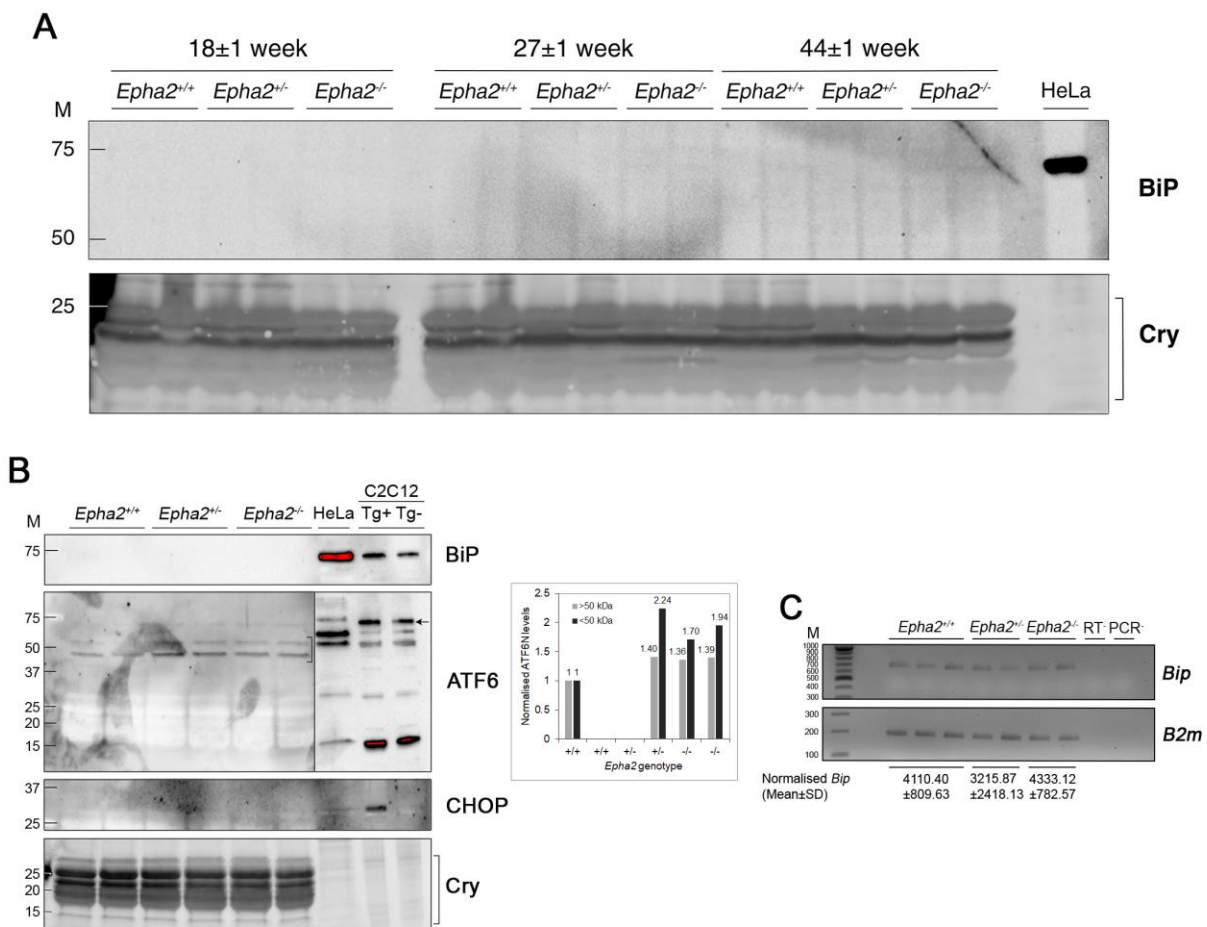 A
18±1 week 27±1 week 44±1 week
Epha2+/+ Epha2+/- Epha2-/- Epha2+/+ Epha2+/- Epha2-/- Epha2+/+ Epha2+/- Epha2-/- HeLa
M
75
BiP
50
25
Cry
B
C2C12
M Epha2+/+ Epha2+/- Epha2-/- HeLa Tg+ Tg-
75
BiP
75
50
37
ATF6
25
20
15
37
CHOP
25
25
Cry
20
15
Normalised ATF6N levels
2.5
2
1.5
1
0.5
0
>50 kDa
<50 kDa
1 1 1.40 2.24 1.36 1.70 1.39 1.94
+/+ +/+ +/- +/- -/- -/-
Epha2 genotype
C
M Epha2+/+ Epha2+/- Epha2-/- RT- PCR-
1000
900
800
700
600
500
400
300
Bip
300
200
100
B2m
Normalised Bip 4110.40 3215.87 4333.12
(Mean±SD) ±809.63 ±2418.13 ±782.57